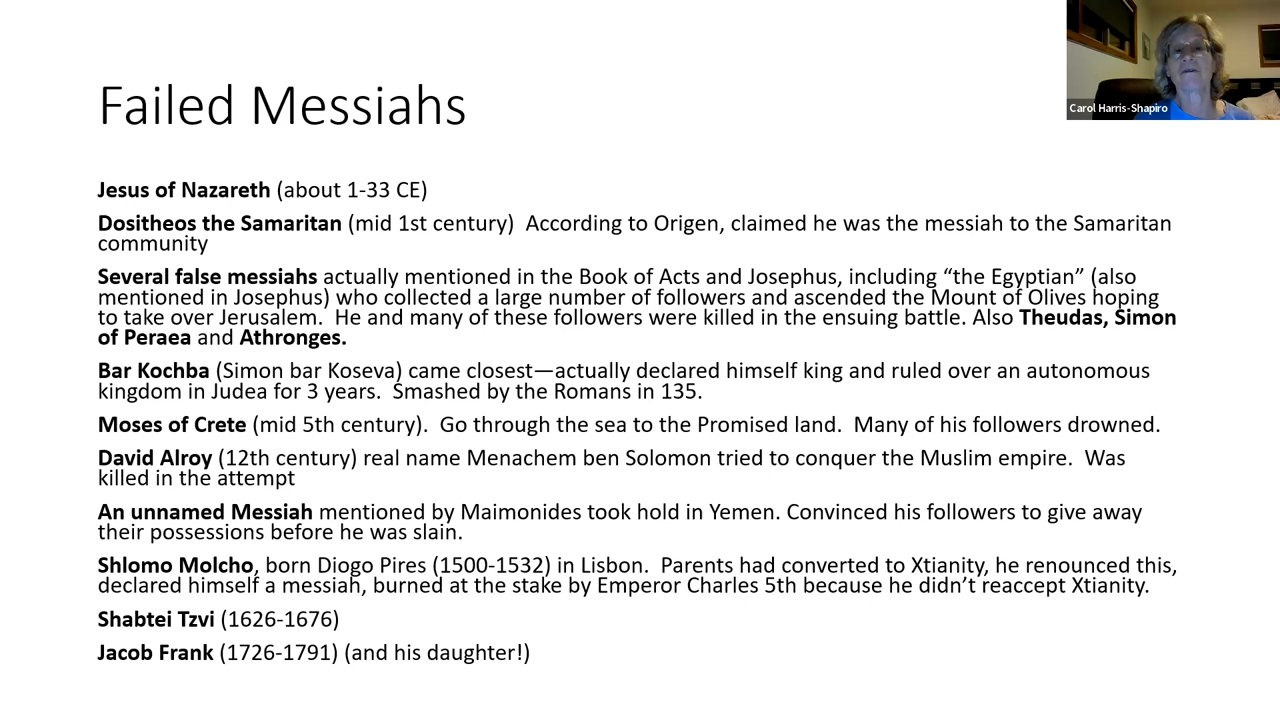 Carol Harris-Shapiro
Failed Messiahs
Jesus of Nazareth (about 1-33 CE)
Dositheos the Samaritan (mid 1st century)  According to Origen, claimed he was the messiah to the Samaritan
community
Several false messiahs actually mentioned in the Book of Acts and Josephus, including “the Egyptian” (also
mentioned in Josephus) who collected a large number of followers and ascended the Mount of Olives hoping
to take over Jerusalem.  He and many of these followers were killed in the ensuing battle. Also Theudas, Simon
of Peraea and Athronges.
Bar Kochba (Simon bar Koseva) came closest—actually declared himself king and ruled over an autonomous
kingdom in Judea for 3 years.  Smashed by the Romans in 135.
Moses of Crete (mid 5th century).  Go through the sea to the Promised land.  Many of his followers drowned.
David Alroy (12th century) real name Menachem ben Solomon tried to conquer the Muslim empire.  Was
killed in the attempt
An unnamed Messiah mentioned by Maimonides took hold in Yemen. Convinced his followers to give away
their possessions before he was slain.
Shlomo Molcho, born Diogo Pires (1500-1532) in Lisbon.  Parents had converted to Xtianity, he renounced this,
declared himself a messiah, burned at the stake by Emperor Charles 5th because he didn’t reaccept Xtianity.
Shabtei Tzvi (1626-1676)
Jacob Frank (1726-1791) (and his daughter!)